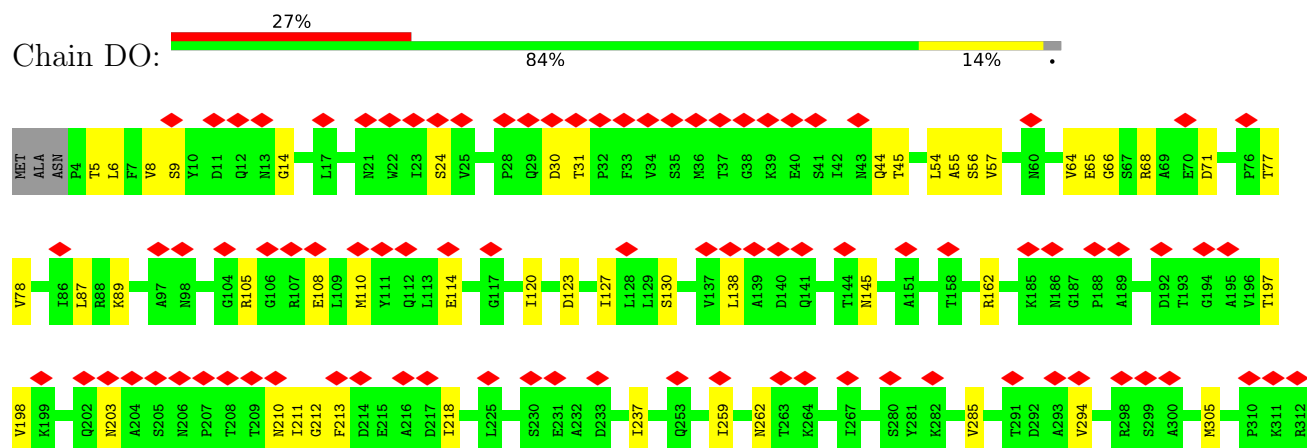 27%
Chain DO:
84% 14% •
MET ALA ASN P4 T5 L6 F7 V8 S9 Y10 D11 Q12 N13 G14 L17 N21 W22 I23 S24 V25 P28 Q29 D30 T31 P32 F33 V34 S35 M36 T37 G38 K39 E40 S41 I42 N43 Q44 T45 L54 A55 S56 V57 N60 V64 E65 G66 S67 R68 A69 E70 D71 P76 T77
V78 I86 L87 R88 K89 A97 N98 G104 R105 G106 R107 E108 L109 M110 Y111 Q112 L113 E114 G117 I120 D123 I127 L128 L129 S130 V137 L138 A139 D140 Q141 T144 N145 A151 T158 R162 K185 N186 G187 P188 A189 D192 T193 G194 A195 V196 T197
V198 K199 Q202 N203 A204 S205 N206 P207 T208 T209 N210 I211 G212 F213 D214 E215 A216 D217 I218 L225 S230 E231 A232 D233 I237 Q253 I259 N262 T263 K264 I267 S280 Y281 K282 V285 T291 D292 A293 V294 R298 S299 A300 M305 P310 K311 R312